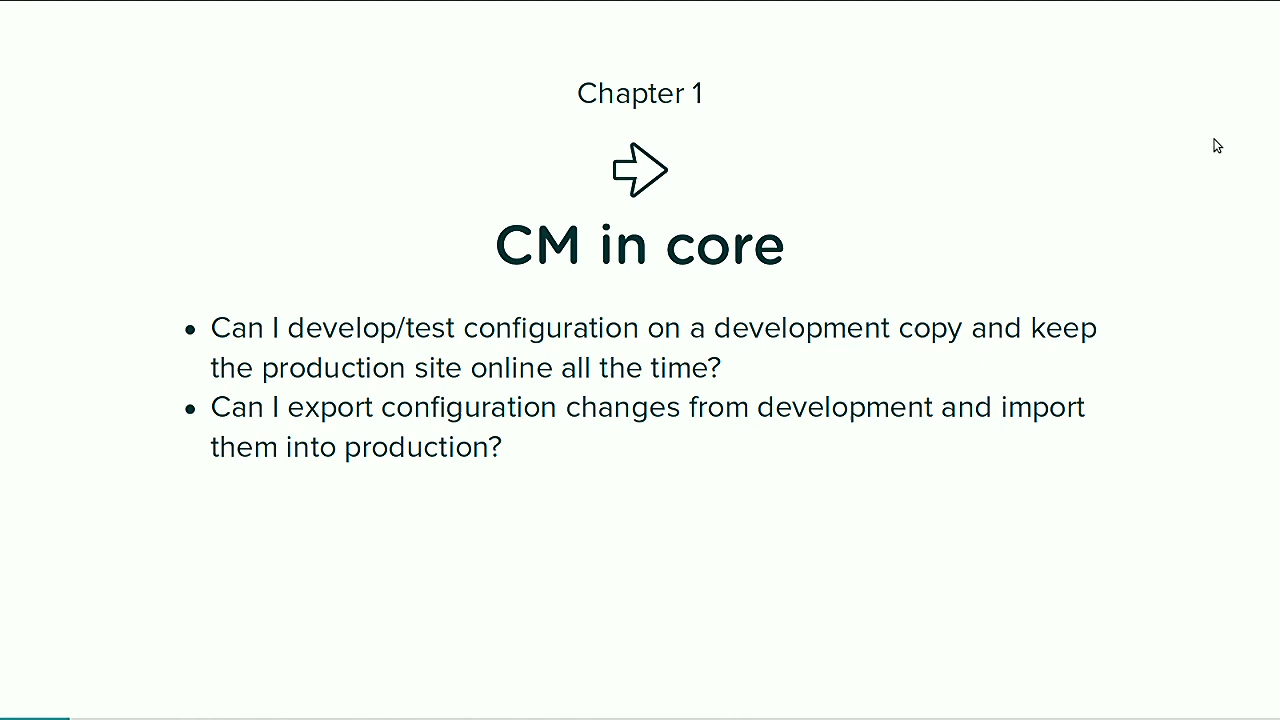 Chapter 1
CM in core
• Can I develop/test configuration on a development copy and keep
the production site online all the time?
• Can I export configuration changes from development and import
them into production?